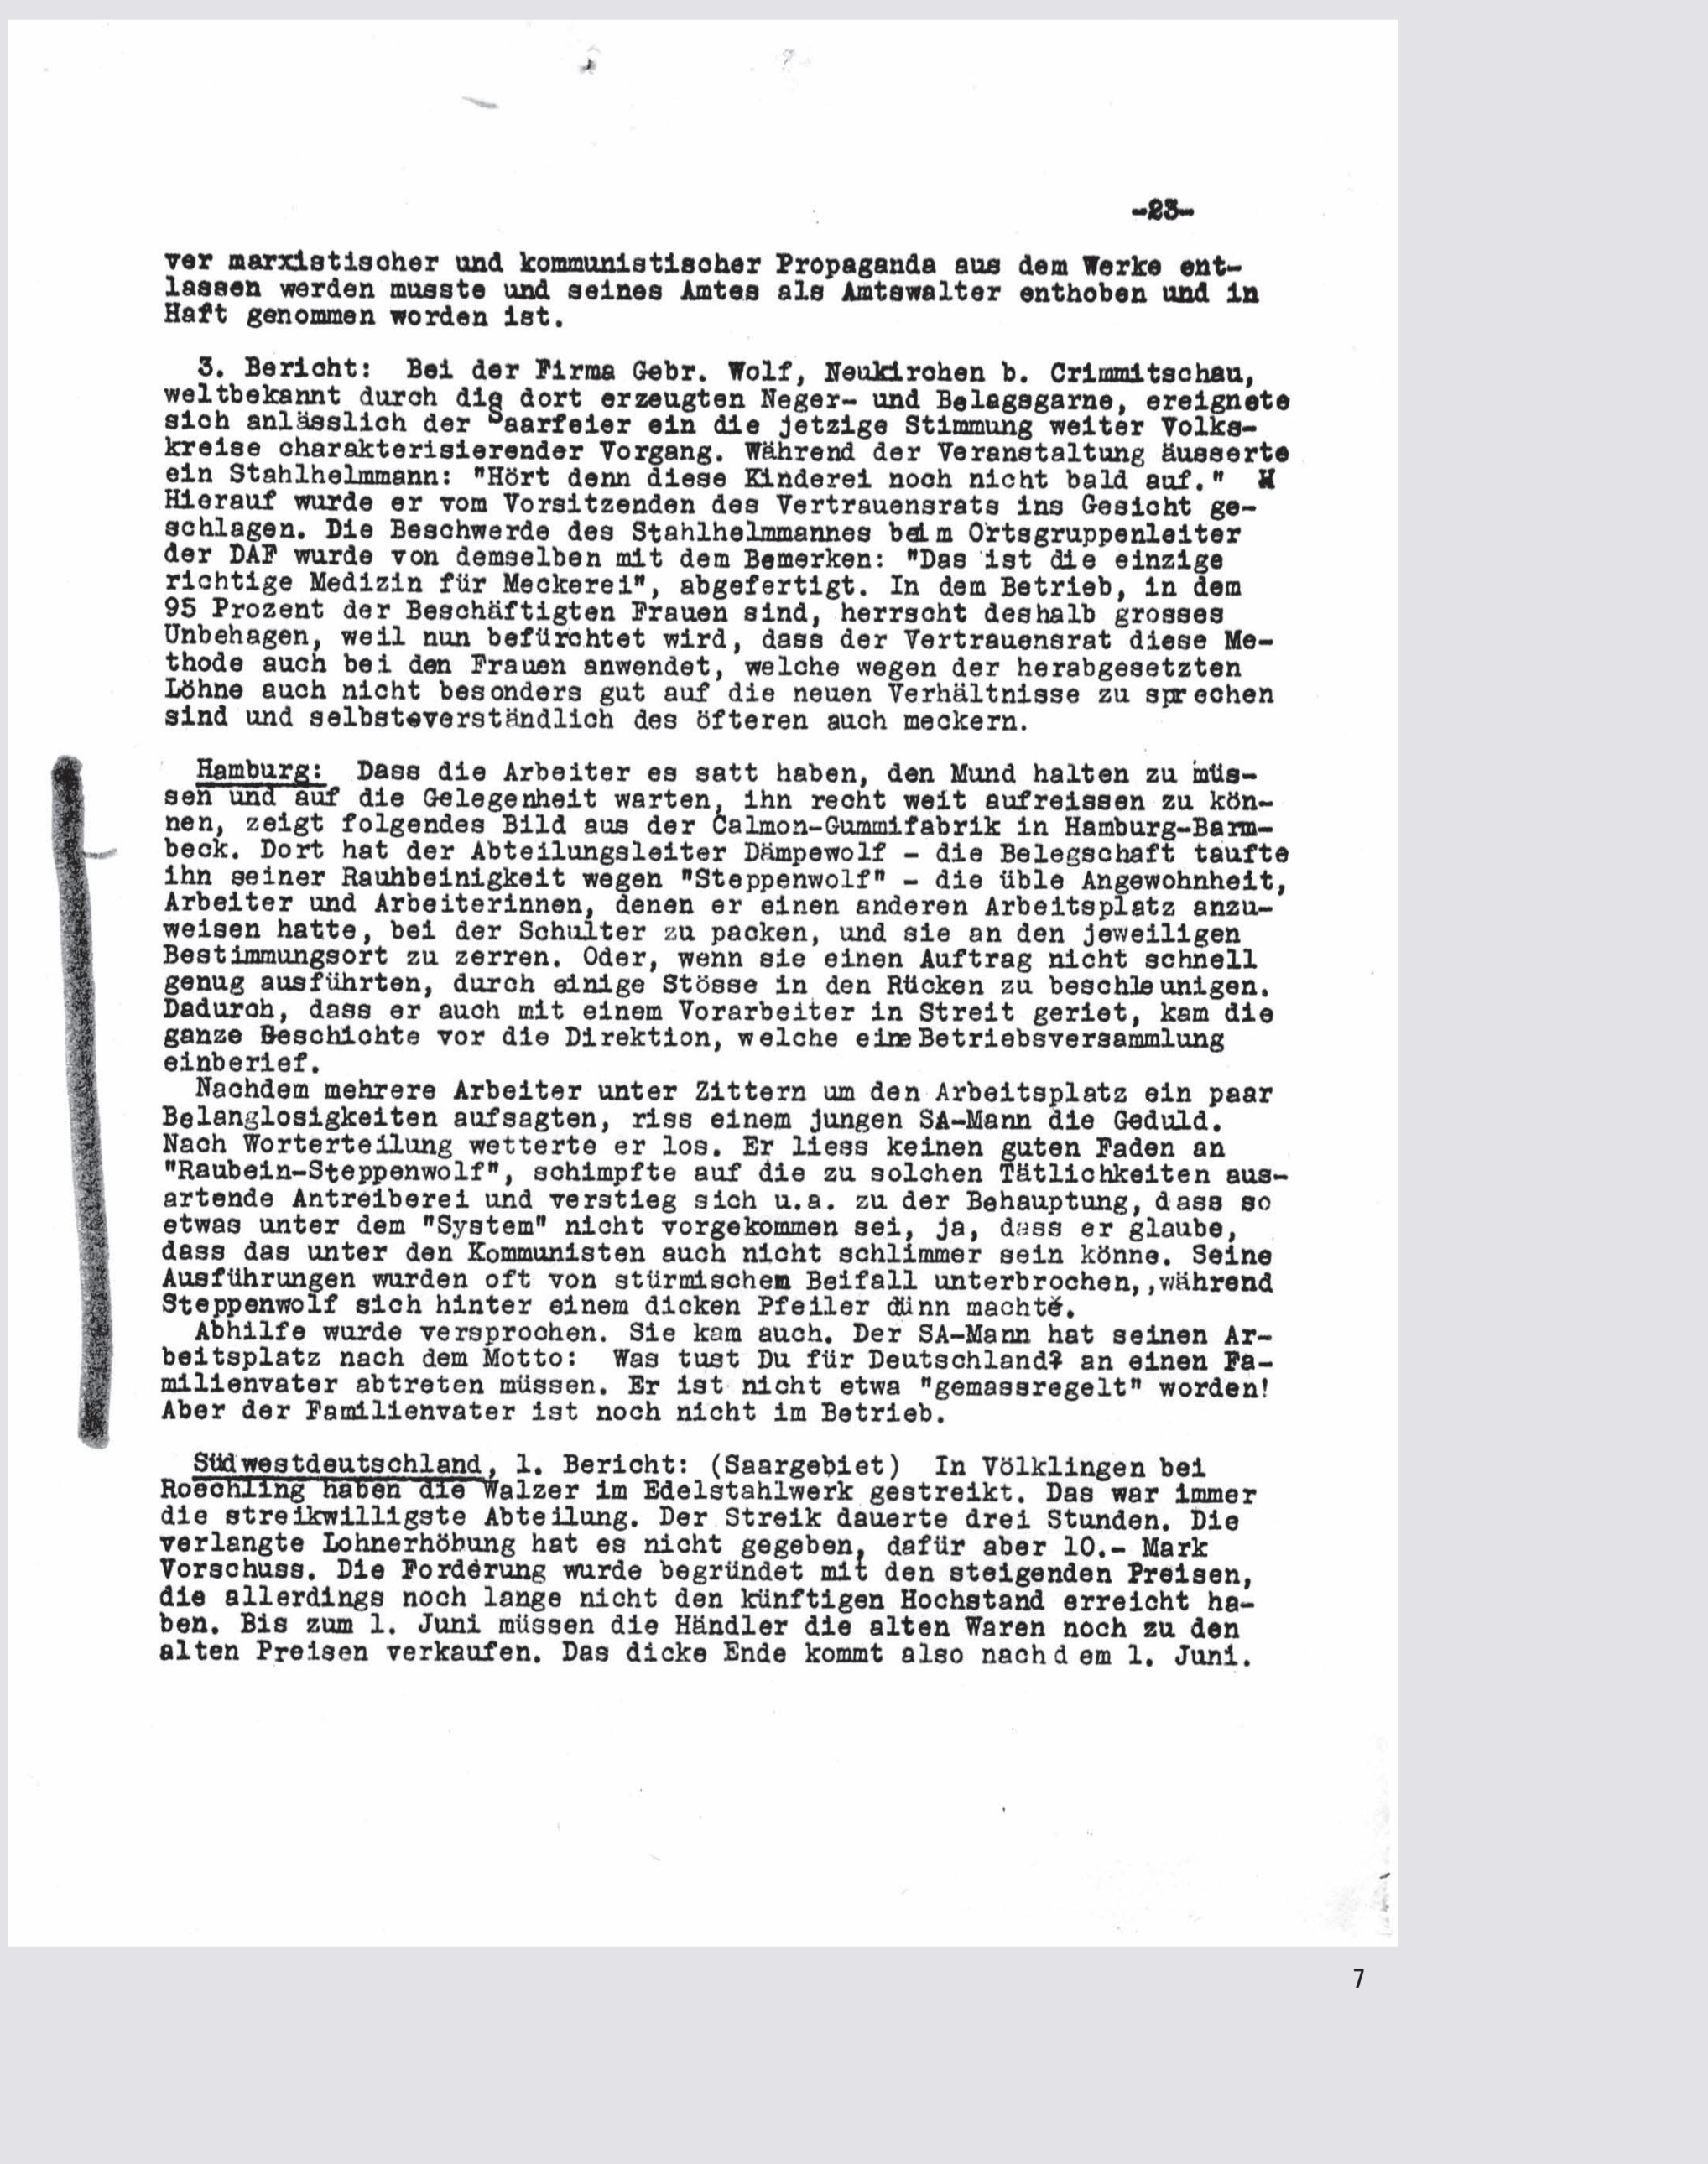 -23-
ver marxistischer und kommunistischer Propaganda aus dem Werke ent-
lassen werden musste und seines Amtes als Amtswalter enthoben und in
Haft genommen worden ist.
3. Bericht: Bei der Firma Gebr. Wolf, Neukirchen b. Crimmitschau,
weltbekannt durch die dort erzeugten Neger- und Belagsgarne, ereignete
sich anlässlich der Saarfeier ein die jetzige Stimmung weiter Volks-
kreise charakterisierender Vorgang. Während der Veranstaltung äusserte
ein Stahlhelmmann: "Hört denn diese Kinderei noch nicht bald auf."
Hierauf wurde er vom Vorsitzenden des Vertrauensrats ins Gesicht ge-
schlagen. Die Beschwerde des Stahlhelmmannes beim Ortsgruppenleiter
der DAF wurde von demselben mit dem Bemerken: "Das ist die einzige
richtige Medizin für Meckerei", abgefertigt. In dem Betrieb, in dem
95 Prozent der Beschäftigten Frauen sind, herrscht deshalb grosses
Unbehagen, weil nun befürchtet wird, dass der Vertrauensrat diese Me-
thode auch bei den Frauen anwendet, welche wegen der herabgesetzten
Löhne auch nicht besonders gut auf die neuen Verhältnisse zu sprechen
sind und selbsteverständlich des öfteren auch meckern.
Hamburg: Dass die Arbeiter es satt haben, den Mund halten zu müs-
sen und auf die Gelegenheit warten, ihn recht weit aufreissen zu kön-
nen, zeigt folgendes Bild aus der Calmon-Gummifabrik in Hamburg-Barm-
beck. Dort hat der Abteilungsleiter Dämpewolf - die Belegschaft taufte
ihn seiner Rauhbeinigkeit wegen "Steppenwolf" - die üble Angewohnheit,
Arbeiter und Arbeiterinnen, denen er einen anderen Arbeitsplatz anzu-
weisen hatte, bei der Schulter zu packen, und sie an den jeweiligen
Bestimmungsort zu zerren. Oder, wenn sie einen Auftrag nicht schnell
genug ausführten, durch einige Stösse in den Rücken zu beschleunigen.
Dadurch, dass er auch mit einem Vorarbeiter in Streit geriet, kam die
ganze Geschichte vor die Direktion, welche eine Betriebsversammlung
einberief.
Nachdem mehrere Arbeiter unter Zittern um den Arbeitsplatz ein paar
Belanglosigkeiten aufsagten, riss einem jungen SA-Mann die Geduld.
Nach Worterteilung wetterte er los. Er liess keinen guten Faden an
"Raubein-Steppenwolf", schimpfte auf die zu solchen Tätlichkeiten aus-
artende Antreiberei und verstieg sich u.a. zu der Behauptung, dass so
etwas unter dem "System" nicht vorgekommen sei, ja, dass er glaube,
dass das unter den Kommunisten auch nicht schlimmer sein könne. Seine
Ausführungen wurden oft von stürmischem Beifall unterbrochen,,während
Steppenwolf sich hinter einem dicken Pfeiler dünn machte.
Abhilfe wurde versprochen. Sie kam auch. Der SA-Mann hat seinen Ar-
beitsplatz nach dem Motto: Was tust Du für Deutschland? an einen Fa-
milienvater abtreten müssen. Er ist nicht etwa "gemassregelt" worden!
Aber der Familienvater ist noch nicht im Betrieb.
Südwestdeutschland, 1. Bericht: (Saargebiet) In Völklingen bei
Roechling haben die Walzer im Edelstahlwerk gestreikt. Das war immer
die streikwilligste Abteilung. Der Streik dauerte drei Stunden. Die
verlangte Lohnerhöhung hat es nicht gegeben, dafür aber 10.- Mark
Vorschuss. Die Forderung wurde begründet mit den steigenden Preisen,
die allerdings noch lange nicht den künftigen Hochstand erreicht ha-
ben. Bis zum 1. Juni müssen die Händler die alten Waren noch zu den
alten Preisen verkaufen. Das dicke Ende kommt also nach dem 1. Juni.
7